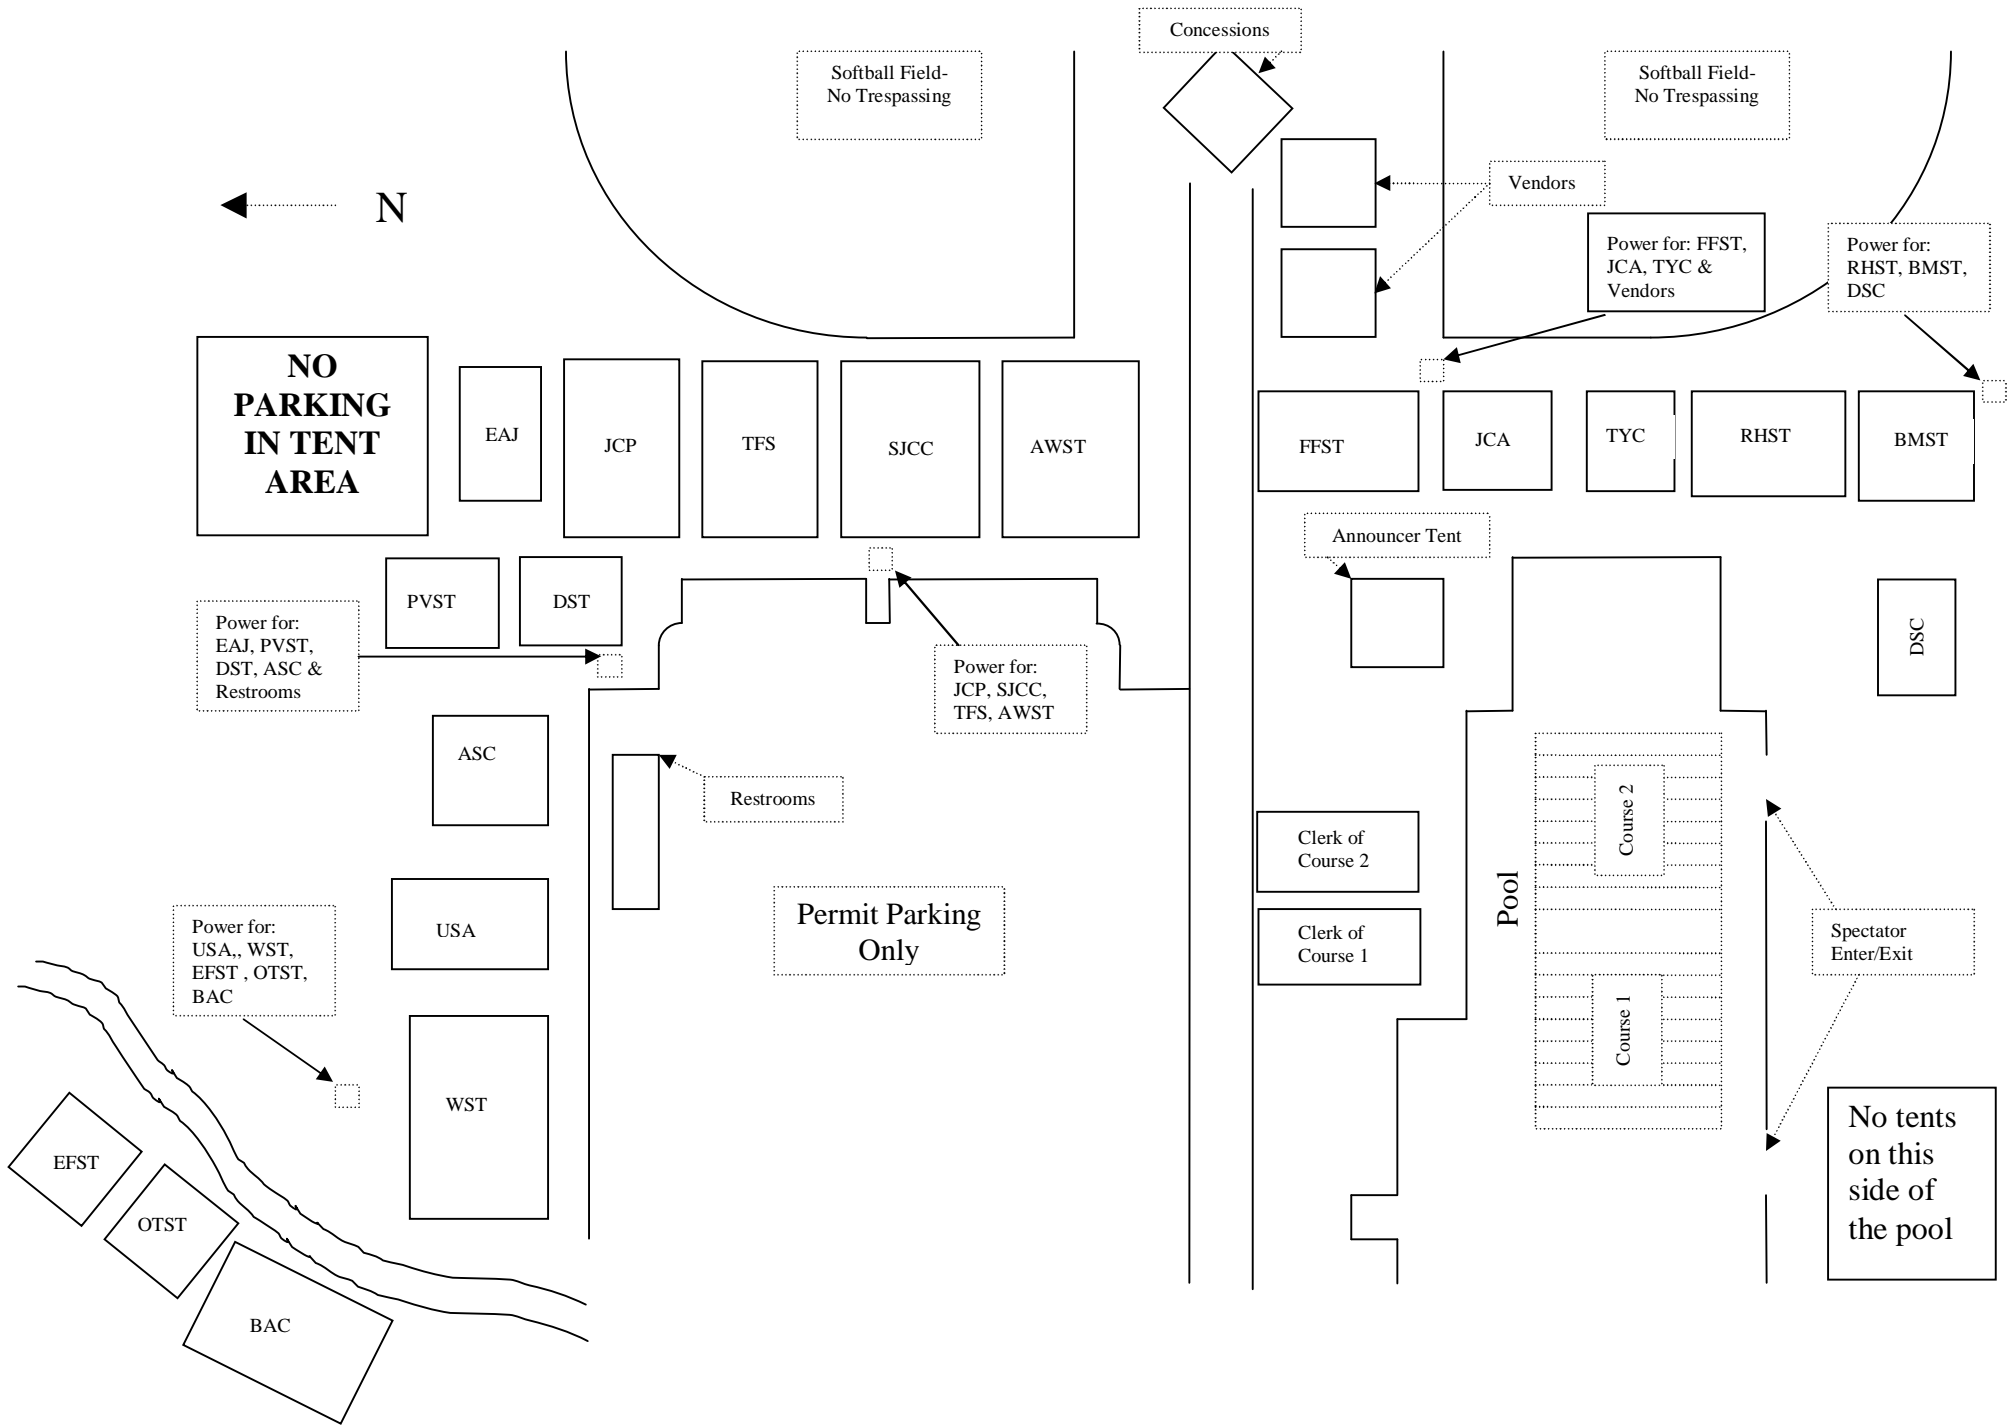 Concessions
Softball Field-
No Trespassing
Softball Field-
No Trespassing
Vendors
N
Power for: FFST,
JCA, TYC &
Vendors
Power for:
RHST, BMST,
DSC
NO
PARKING
IN TENT
AREA
EAJ
JCP
TFS
SJCC
AWST
FFST
JCA
TYC
RHST
BMST
Announcer Tent
PVST
DST
Power for:
EAJ, PVST,
DST, ASC &
Restrooms
Power for:
JCP, SJCC,
TFS, AWST
DSC
ASC
Restrooms
Course 2
Clerk of
Course 2
Pool
Permit Parking
Only
USA
Power for:
USA,, WST,
EFST , OTST,
BAC
Clerk of
Course 1
Spectator
Enter/Exit
Course 1
WST
No tents
on this
side of
the pool
EFST
OTST
BAC